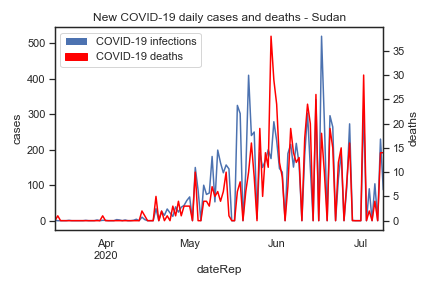 New COVID-19 daily cases and deaths - Sudan
COVID-19 infections
COVID-19 deaths
500
400
300
200
100
0
cases
35
30
25
20
15
10
5
0
deaths
Apr
2020
May
Jun
Jul
dateRep